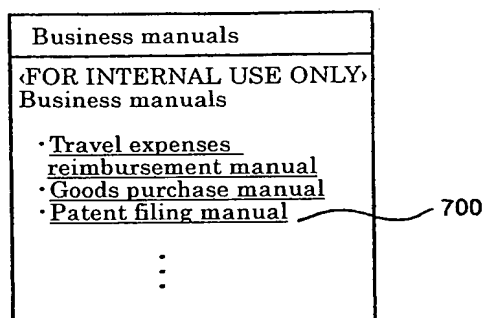 Business manuals
‹FOR INTERNAL USE ONLY›
Business manuals
・Travel expenses
reimbursement manual
・Goods purchase manual
・Patent filing manual
700